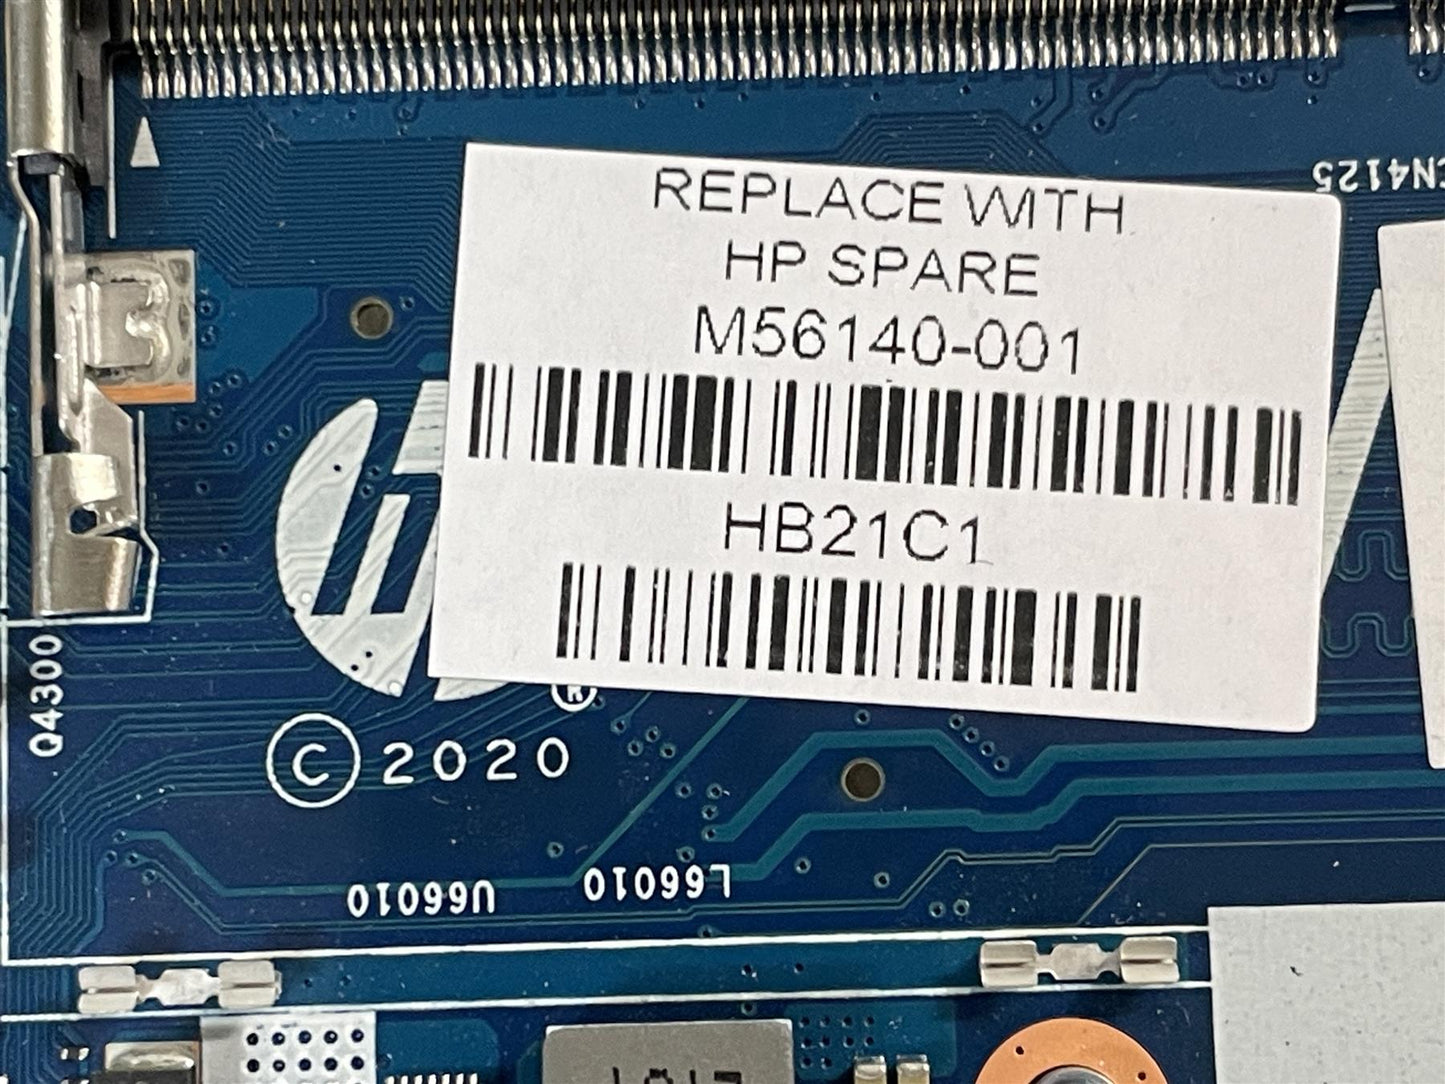 CN4125
REPLACE WITH
HP SPARE
M56140-001
HB21C1
®
Q4300
© 2020
U66010
L66010